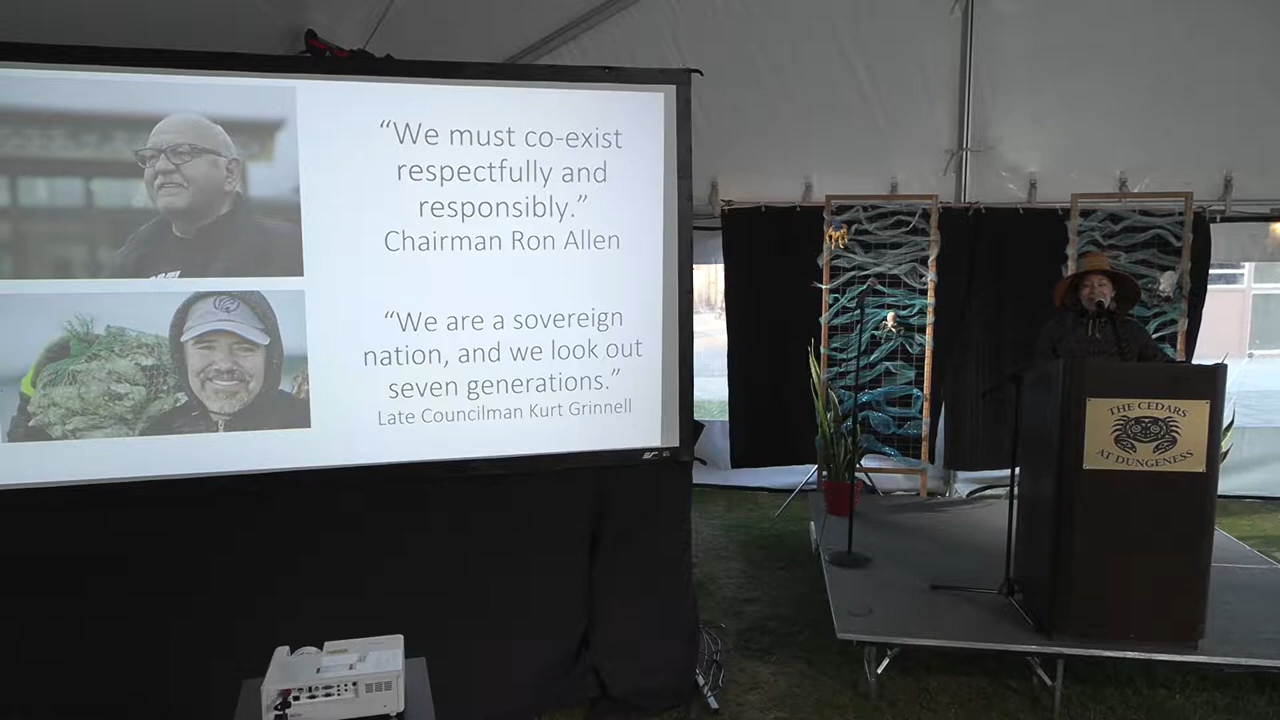 “We must co-exist
respectfully and
responsibly.”
Chairman Ron Allen
“We are a sovereign
nation, and we look out
seven generations.”
Late Councilman Kurt Grinnell
THE CEDARS
AT DUNGENESS